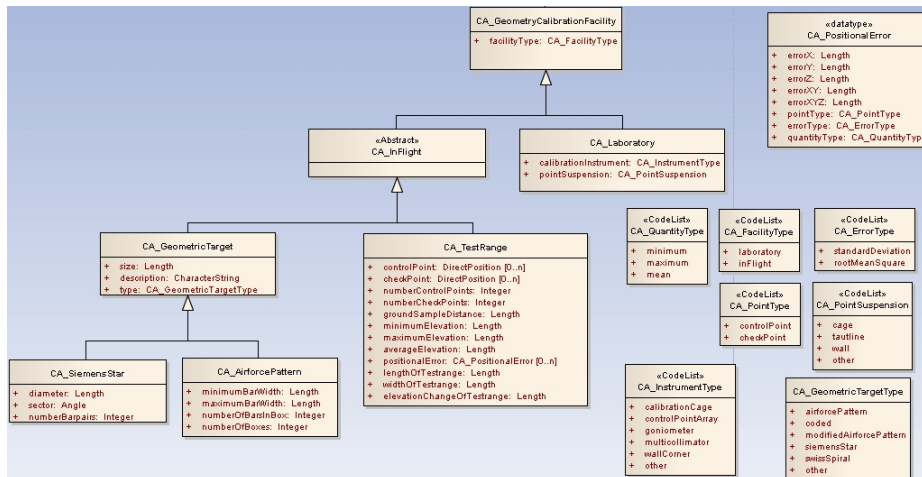 CA_GeometryCalibrationFacility
+ facilityType: CA_FacilityType
«datatype»
CA_PositionalError
+ errorX: Length
+ errorY: Length
+ errorZ: Length
+ errorXY: Length
+ errorXYZ: Length
+ pointType: CA_PointType
+ errorType: CA_ErrorType
+ quantityType: CA_QuantityType
«Abstract»
CA_InFlight
CA_Laboratory
+ calibrationInstrument: CA_InstrumentType
+ pointSuspension: CA_PointSuspension
CA_GeometricTarget
+ size: Length
+ description: CharacterString
+ type: CA_GeometricTargetType
CA_TestRange
+ controlPoint: DirectPosition [0..n]
+ checkPoint: DirectPosition [0..n]
+ numberControlPoints: Integer
+ numberCheckPoints: Integer
+ groundSampleDistance: Length
+ minimumElevation: Length
+ maximumElevation: Length
+ averageElevation: Length
+ positionalError: CA_PositionalError [0..n]
+ lengthOfTestrange: Length
+ widthOfTestrange: Length
+ elevationChangeOfTestrange: Length
«CodeList»
CA_QuantityType
+ minimum
+ maximum
+ mean
«CodeList»
CA_FacilityType
+ laboratory
+ inFlight
«CodeList»
CA_ErrorType
+ standardDeviation
+ rootMeanSquare
«CodeList»
CA_PointType
+ controlPoint
+ checkPoint
«CodeList»
CA_PointSuspension
+ cage
+ tautline
+ wall
+ other
CA_SiemensStar
+ diameter: Length
+ sector: Angle
+ numberBarpairs: Integer
CA_AirforcePattern
+ minimumBarWidth: Length
+ maximumBarWidth: Length
+ numberOfBarsInBox: Integer
+ numberOfBoxes: Integer
«CodeList»
CA_InstrumentType
+ calibrationCage
+ controlPointArray
+ goniometer
+ multicollimator
+ wallCorner
+ other
CA_GeometricTargetType
+ airforcePattern
+ coded
+ modifiedAirforcePattern
+ siemensStar
+ swissSpiral
+ other